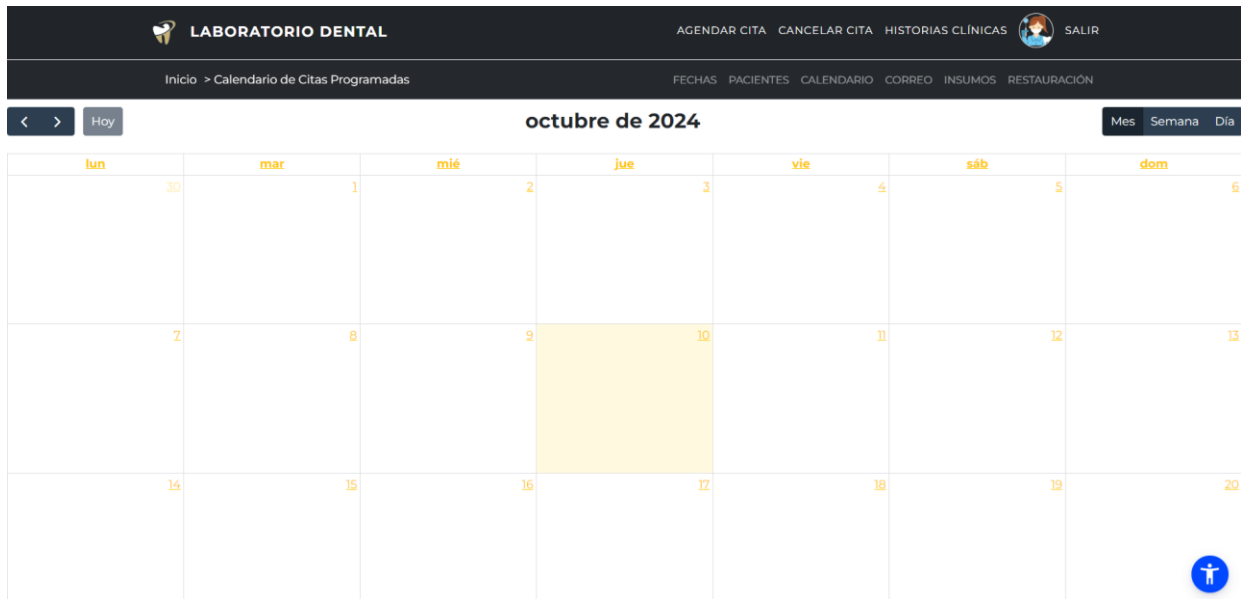 LABORATORIO DENTAL AGENDAR CITA CANCELAR CITA HISTORIAS CLÍNICAS SALIR
Inicio > Calendario de Citas Programadas FECHAS PACIENTES CALENDARIO CORREO INSUMOS RESTAURACIÓN
< > Hoy octubre de 2024 Mes Semana Día
lun mar mié jue vie sáb dom
30 1 2 3 4 5 6
7 8 9 10 11 12 13
14 15 16 17 18 19 20